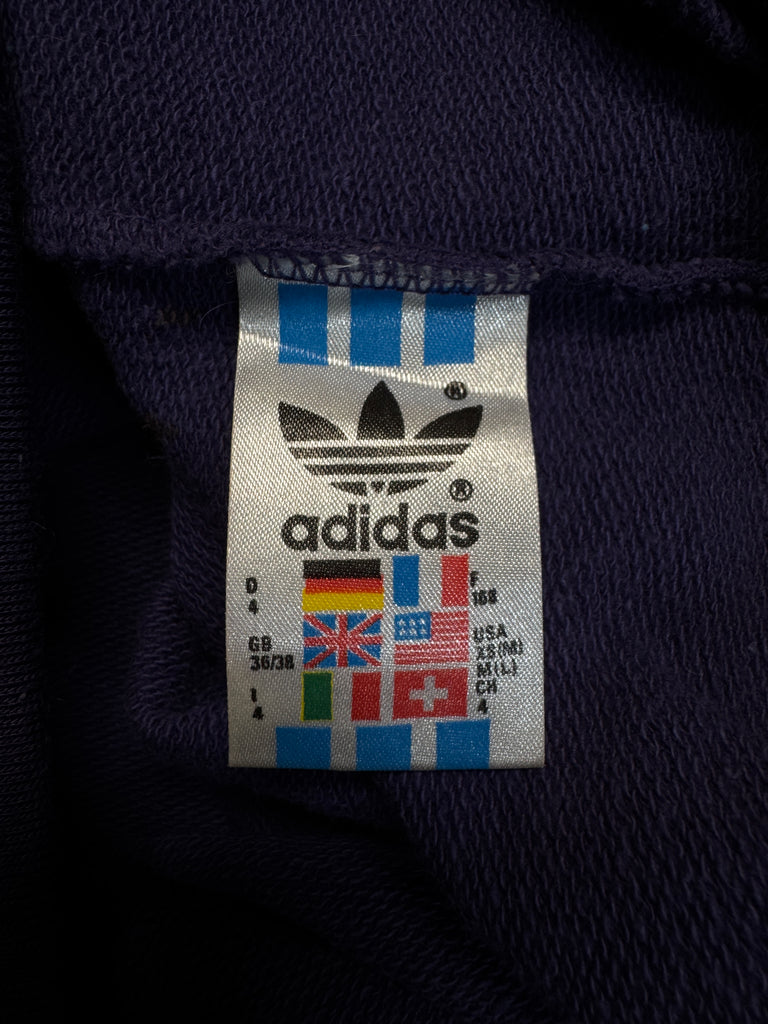 ®
®
adidas
D
4
F
168
GB
36/38
USA
XS(M)
M(L)
I
4
CH
4